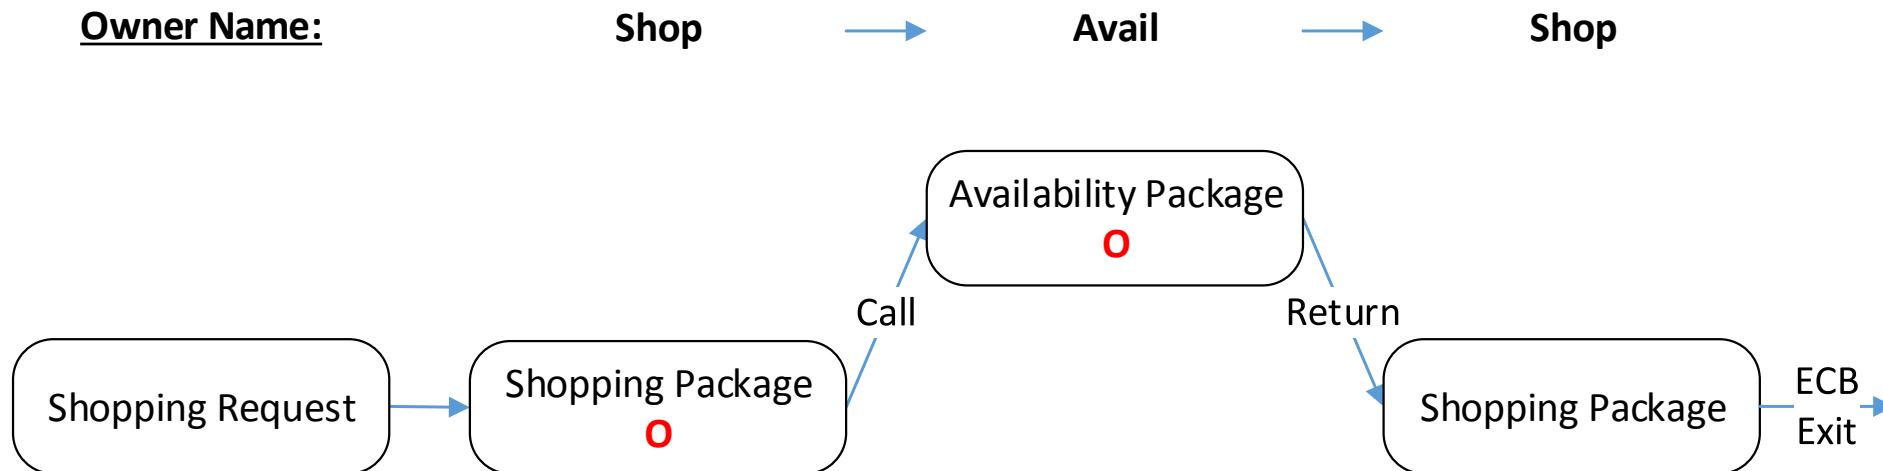 Owner Name:
Shop
Avail
Shop
Availability Package
O
Call
Return
Shopping Request
Shopping Package
O
Shopping Package
ECB
Exit